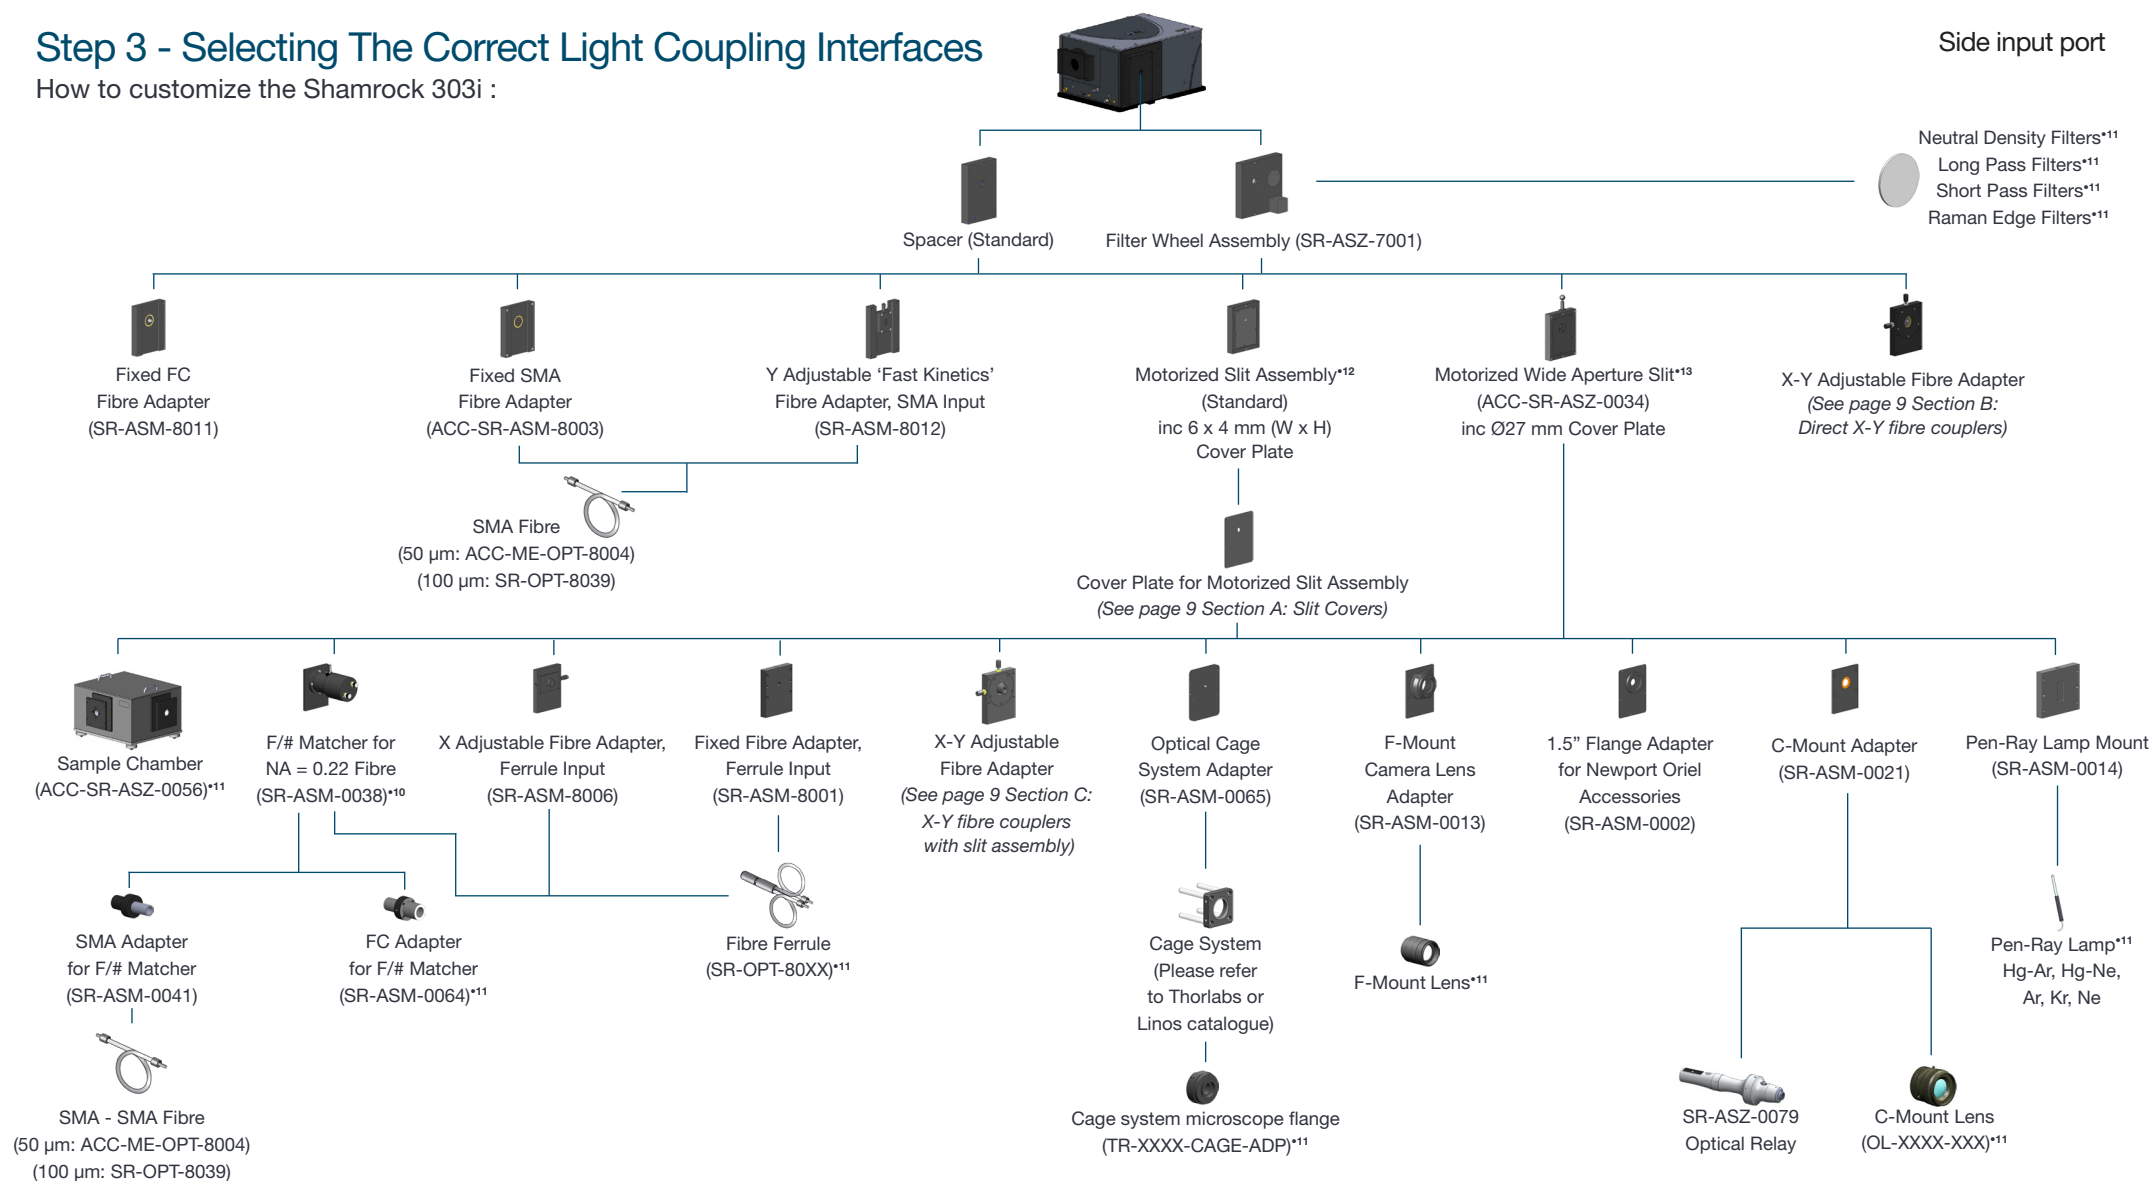 Step 3 - Selecting The Correct Light Coupling Interfaces
How to customize the Shamrock 303i :
Side input port
Neutral Density Filters•11
Long Pass Filters•11
Short Pass Filters•11
Raman Edge Filters•11
Spacer (Standard)
Filter Wheel Assembly (SR-ASZ-7001)
Fixed FC
Fibre Adapter
(SR-ASM-8011)
Fixed SMA
Fibre Adapter
(ACC-SR-ASM-8003)
Y Adjustable ‘Fast Kinetics’
Fibre Adapter, SMA Input
(SR-ASM-8012)
Motorized Slit Assembly•12
(Standard)
inc 6 x 4 mm (W x H)
Cover Plate
Motorized Wide Aperture Slit•13
(ACC-SR-ASZ-0034)
inc Ø27 mm Cover Plate
X-Y Adjustable Fibre Adapter
(See page 9 Section B:
Direct X-Y fibre couplers)
SMA Fibre
(50 µm: ACC-ME-OPT-8004)
(100 µm: SR-OPT-8039)
Cover Plate for Motorized Slit Assembly
(See page 9 Section A: Slit Covers)
Sample Chamber
(ACC-SR-ASZ-0056)•11
F/# Matcher for
NA = 0.22 Fibre
(SR-ASM-0038)•10
X Adjustable Fibre Adapter,
Ferrule Input
(SR-ASM-8006)
Fixed Fibre Adapter,
Ferrule Input
(SR-ASM-8001)
X-Y Adjustable
Fibre Adapter
(See page 9 Section C:
X-Y fibre couplers
with slit assembly)
Optical Cage
System Adapter
(SR-ASM-0065)
F-Mount
Camera Lens
Adapter
(SR-ASM-0013)
1.5” Flange Adapter
for Newport Oriel
Accessories
(SR-ASM-0002)
C-Mount Adapter
(SR-ASM-0021)
Pen-Ray Lamp Mount
(SR-ASM-0014)
SMA Adapter
for F/# Matcher
(SR-ASM-0041)
FC Adapter
for F/# Matcher
(SR-ASM-0064)•11
Fibre Ferrule
(SR-OPT-80XX)•11
Cage System
(Please refer
to Thorlabs or
Linos catalogue)
F-Mount Lens•11
Pen-Ray Lamp•11
Hg-Ar, Hg-Ne,
Ar, Kr, Ne
SMA - SMA Fibre
(50 µm: ACC-ME-OPT-8004)
(100 µm: SR-OPT-8039)
Cage system microscope flange
(TR-XXXX-CAGE-ADP)•11
SR-ASZ-0079
Optical Relay
C-Mount Lens
(OL-XXXX-XXX)•11